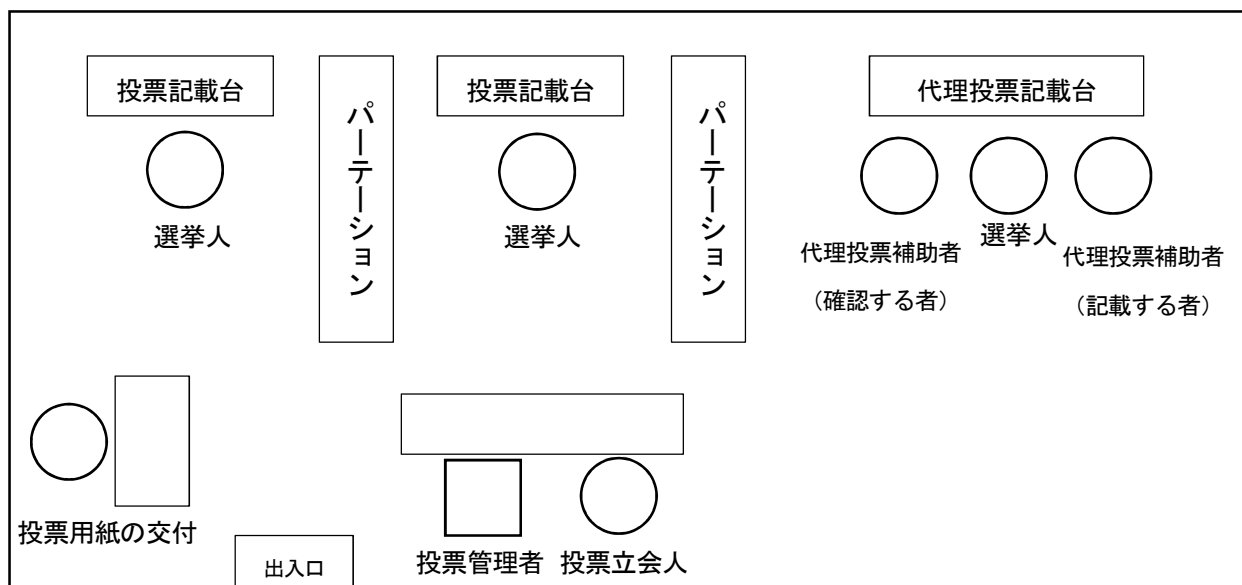 投票記載台
パーテーション
投票記載台
パーテーション
代理投票記載台
選挙人
選挙人
代理投票補助者
(確認する者)
選挙人
代理投票補助者
(記載する者)
投票用紙の交付
出入口
投票管理者
投票立会人